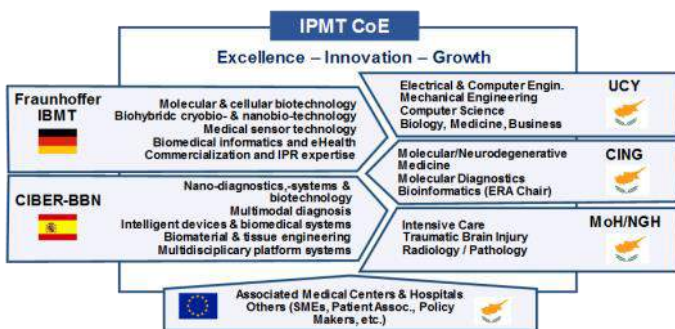 IPMT CoE
Excellence – Innovation – Growth
Fraunhoffer
IBMT
Molecular & cellular biotechnology
Biohybridc cryobio- & nanobio-technology
Medical sensor technology
Biomedical informatics and eHealth
Commercialization and IPR expertise
CIBER-BBN
Nano-diagnostics,-systems &
biotechnology
Multimodal diagnosis
Intelligent devices & biomedical systems
Biomaterial & tissue engineering
Multidisciplinary platform systems
Electrical & Computer Engin.
Mechanical Engineering
Computer Science
Biology, Medicine, Business
UCY
Molecular/Neurodegenerative
Medicine
Molecular Diagnostics
Bioinformatics (ERA Chair)
CING
Intensive Care
Traumatic Brain Injury
Radiology / Pathology
MoH/NGH
Associated Medical Centers & Hospitals
Others (SMEs, Patient Assoc., Policy
Makers, etc.)